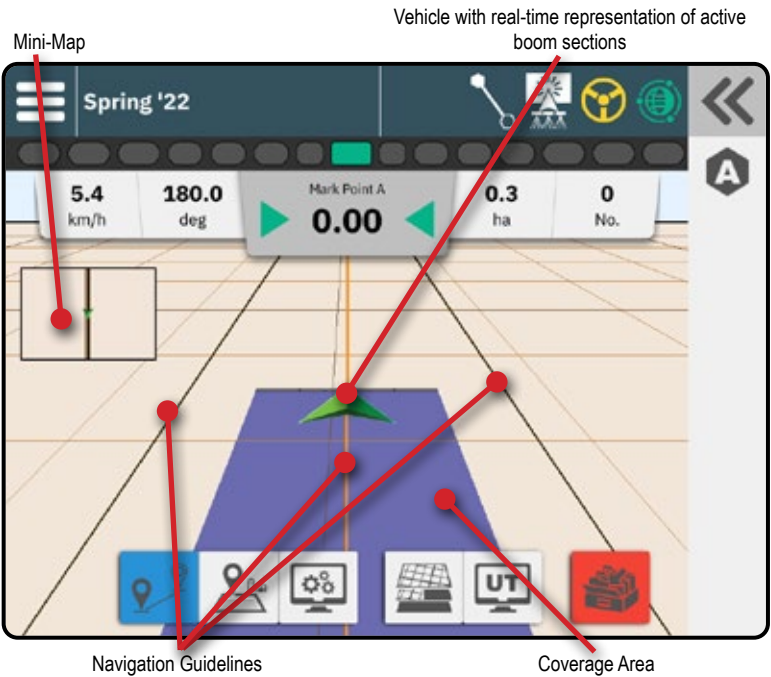 Vehicle with real-time representation of active
boom sections
Mini-Map
Spring '22
A
5.4
km/h
180.0
deg
Mark Point A
0.00
0.3
ha
0
No.
UT
Navigation Guidelines
Coverage Area